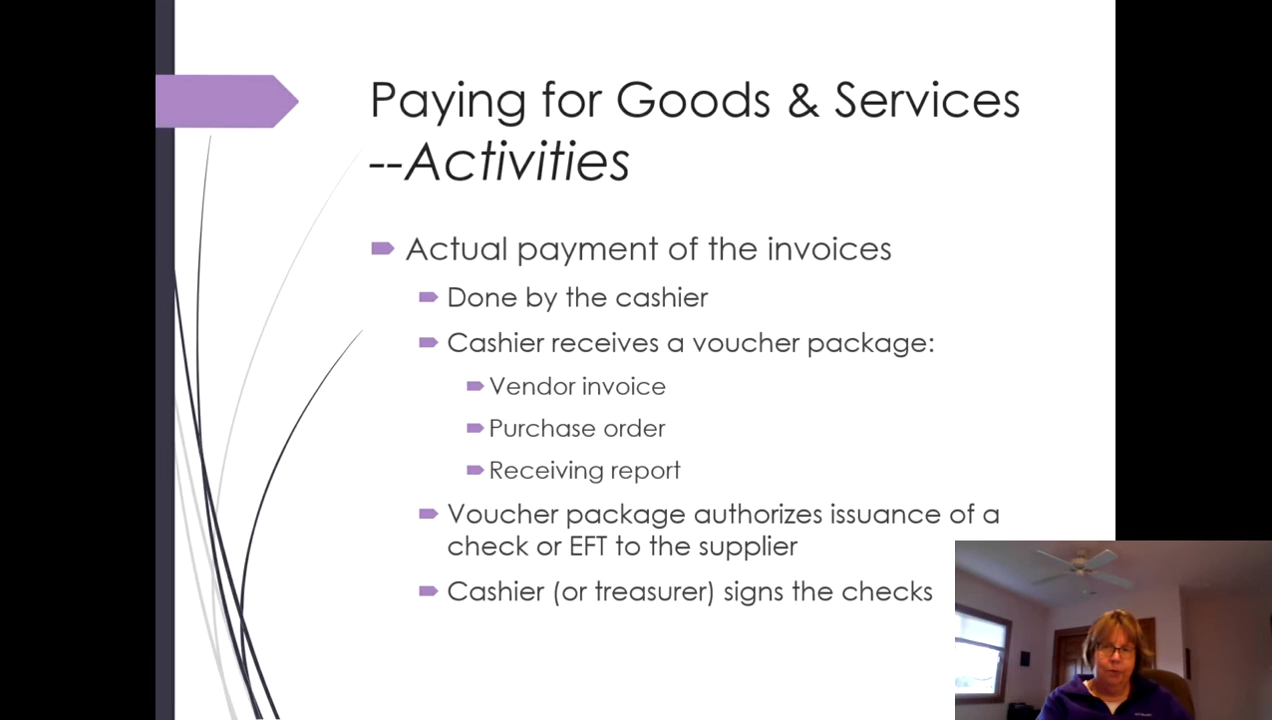 Paying for Goods & Services
--Activities
Actual payment of the invoices
Done by the cashier
Cashier receives a voucher package:
Vendor invoice
Purchase order
Receiving report
Voucher package authorizes issuance of a
check or EFT to the supplier
Cashier (or treasurer) signs the checks